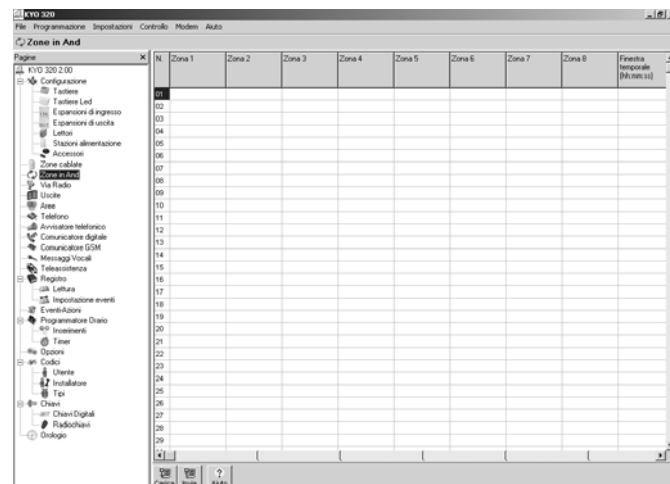 KYO 320
File Programmazione Impostazioni Controllo Modem Aiuto
Zone in And
Pagine
KYO 320 2.00
Configurazione
Tastiere
Tastiere Led
Espansioni di ingresso
Espansioni di uscita
Lettori
Stazioni alimentazione
Accessori
Zone cablate
Zone in And
Via Radio
Uscite
Aree
Telefono
Avvisatore telefonico
Comunicatore digitale
Comunicatore GSM
Messaggi Vocali
Teleassistenza
Registro
Lettura
Impostazione eventi
Eventi-Azioni
Programmatore Orario
Inserimenti
Timer
Opzioni
Codici
Utente
Installatore
Tipi
Chiavi
Chiavi Digitali
Radiochiavi
Orologio
N. Zona 1 Zona 2 Zona 3 Zona 4 Zona 5 Zona 6 Zona 7 Zona 8 Finestra temporale (hh:mm:ss)
01
02
03
04
05
06
07
08
09
10
11
12
13
14
15
16
17
18
19
20
21
22
23
24
25
26
27
28
29
Carica Invia Aiuto